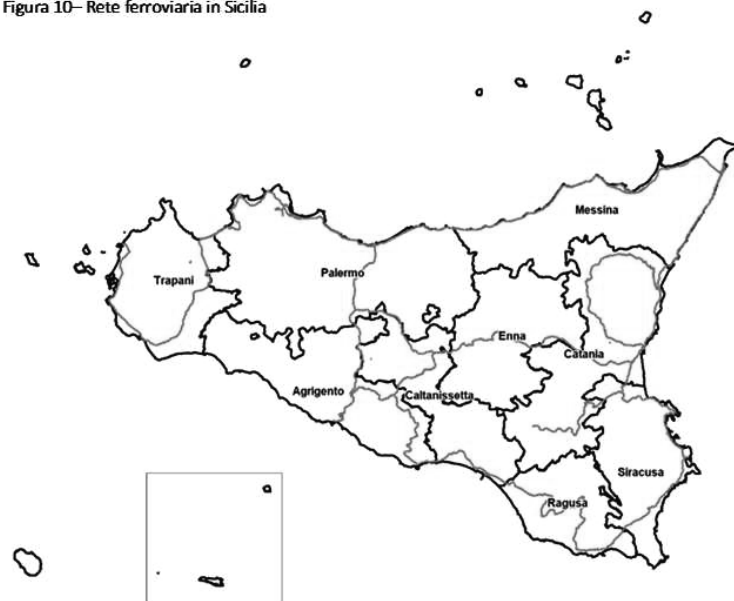 Figura 10– Rete ferroviaria in Sicilia
Messina
Trapani
Palermo
Enna
Catania
Agrigento
Caltanissetta
Siracusa
Ragusa